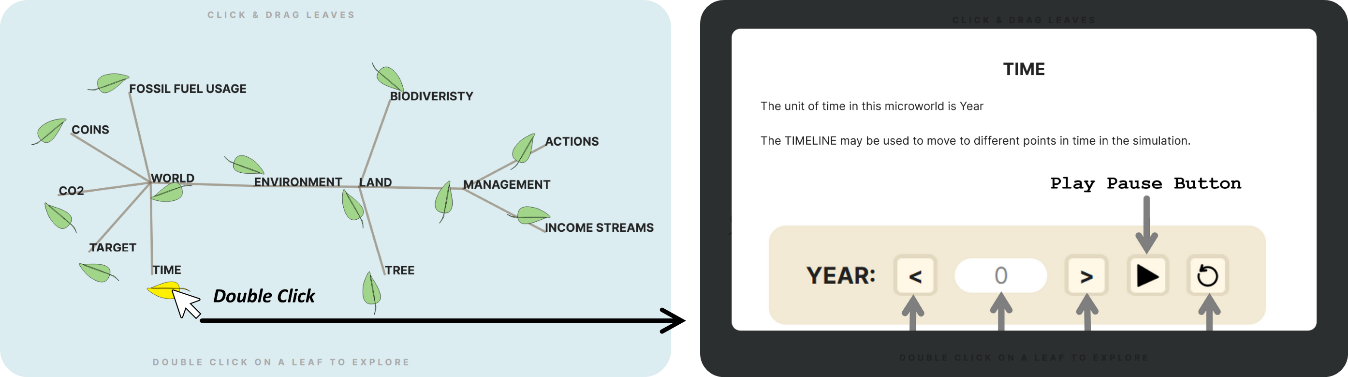 CLICK & DRAG LEAVES
FOSSIL FUEL USAGE
BIODIVERISTY
COINS
ACTIONS
WORLD
ENVIRONMENT
LAND
MANAGEMENT
CO2
INCOME STREAMS
TARGET
TIME
TREE
Double Click
DOUBLE CLICK ON A LEAF TO EXPLORE
CLICK & DRAG LEAVES
TIME
The unit of time in this microworld is Year
The TIMELINE may be used to move to different points in time in the simulation.
Play Pause Button
YEAR: < 0 >
DOUBLE CLICK ON A LEAF TO EXPLORE